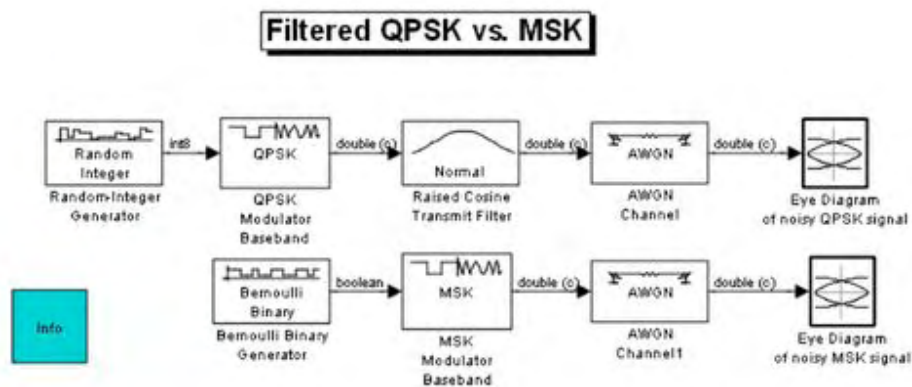 Filtered QPSK vs. MSK
Random
Integer
Random-Integer
Generator
int8
QPSK
QPSK
Modulator
Baseband
double (c)
Normal
Raised Cosine
Transmit Filter
double (c)
AWGN
AWGN
Channel
double (c)
Eye Diagram
of noisy QPSK signal
Info
Bernoulli
Binary
Bernoulli Binary
Generator
boolean
MSK
MSK
Modulator
Baseband
double (c)
AWGN
AWGN
Channel1
double (c)
Eye Diagram
of noisy MSK signal